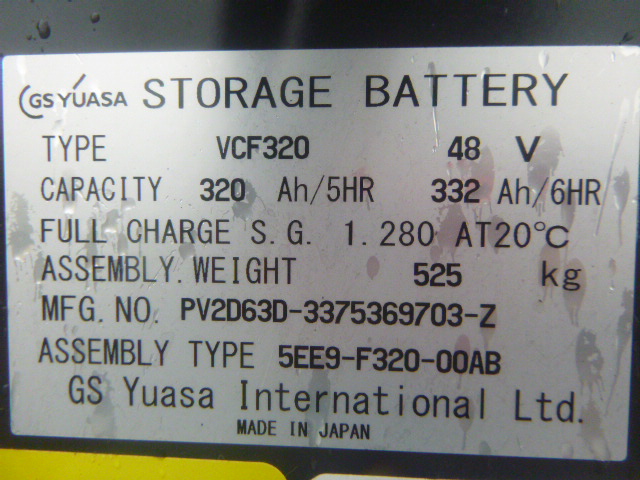 GS YUASA STORAGE BATTERY
TYPE VCF320 48 V
CAPACITY 320 Ah/5HR 332 Ah/6HR
FULL CHARGE S.G. 1.280 AT20℃
ASSEMBLY.WEIGHT 525 kg
MFG.NO. PV2D63D-3375369703-Z
ASSEMBLY TYPE 5EE9-F320-00AB
GS Yuasa International Ltd.
MADE IN JAPAN